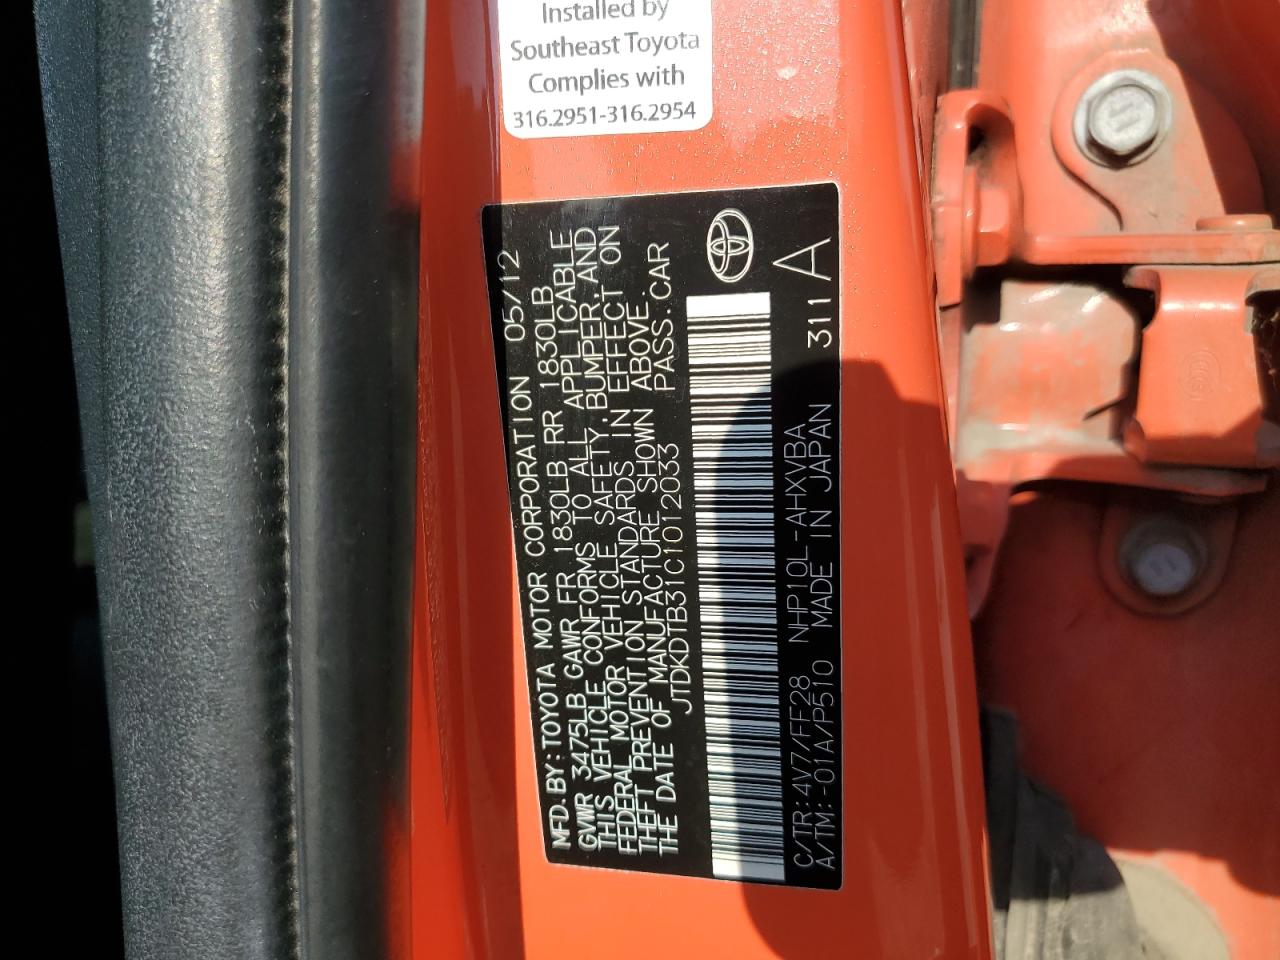 Installed by
Southeast Toyota
Complies with
316.2951-316.2954
MFD.BY:TOYOTA MOTOR CORPORATION 05/12
GVWR 3475LB GAWR FR 1830LB RR 1830LB
THIS VEHICLE CONFORMS TO ALL APPLICABLE
FEDERAL MOTOR VEHICLE SAFETY,BUMPER,AND
THEFT PREVENTION STANDARDS IN EFFECT ON
THE DATE OF MANUFACTURE SHOWN ABOVE.
JTDKDTB31C1012033 PASS.CAR
C/TR:4V7/FF28 NHP10L-AHXVBA 311 A
A/TM:-01A/P510 MADE IN JAPAN